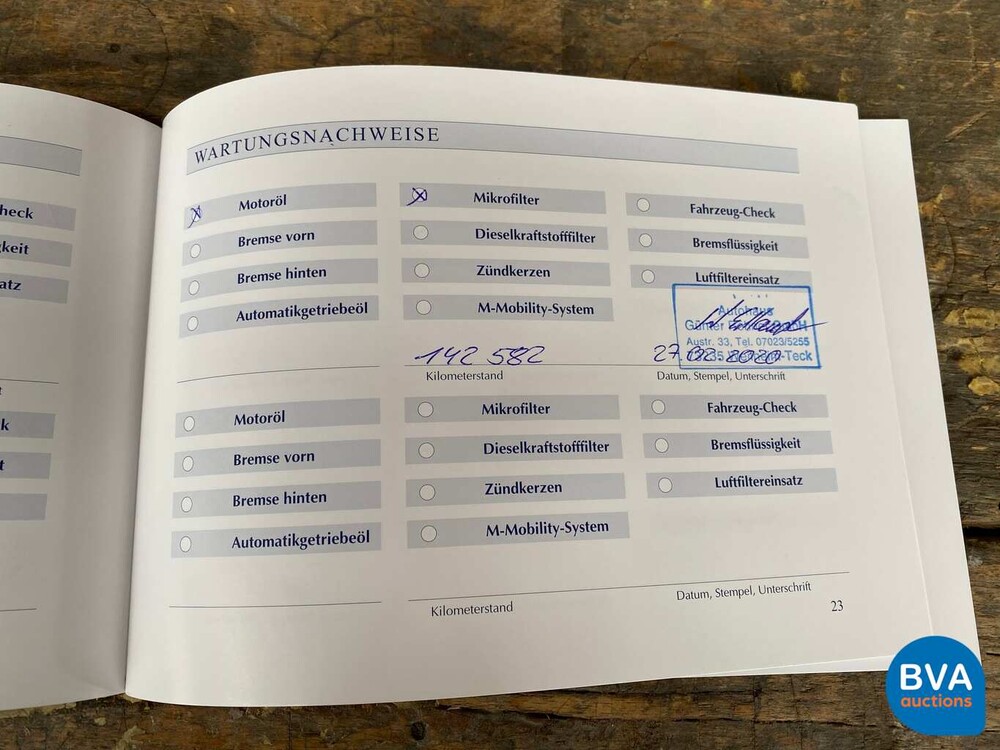 WARTUNGSNACHWEISE
heck
keit
atz
t
k
t
Motoröl
Mikrofilter
Fahrzeug-Check
Bremse vorn
Dieselkraftstofffilter
Bremsflüssigkeit
Bremse hinten
Zündkerzen
Luftfiltereinsatz
Automatikgetriebeöl
M-Mobility-System
Autohaus
Günter
Austr. 33, Tel. 07023/5255
-Teck
142 582
27.02.2020
Kilometerstand
Datum, Stempel, Unterschrift
Motoröl
Mikrofilter
Fahrzeug-Check
Bremse vorn
Dieselkraftstofffilter
Bremsflüssigkeit
Bremse hinten
Zündkerzen
Luftfiltereinsatz
Automatikgetriebeöl
M-Mobility-System
Kilometerstand
Datum, Stempel, Unterschrift
23
BVA
auctions